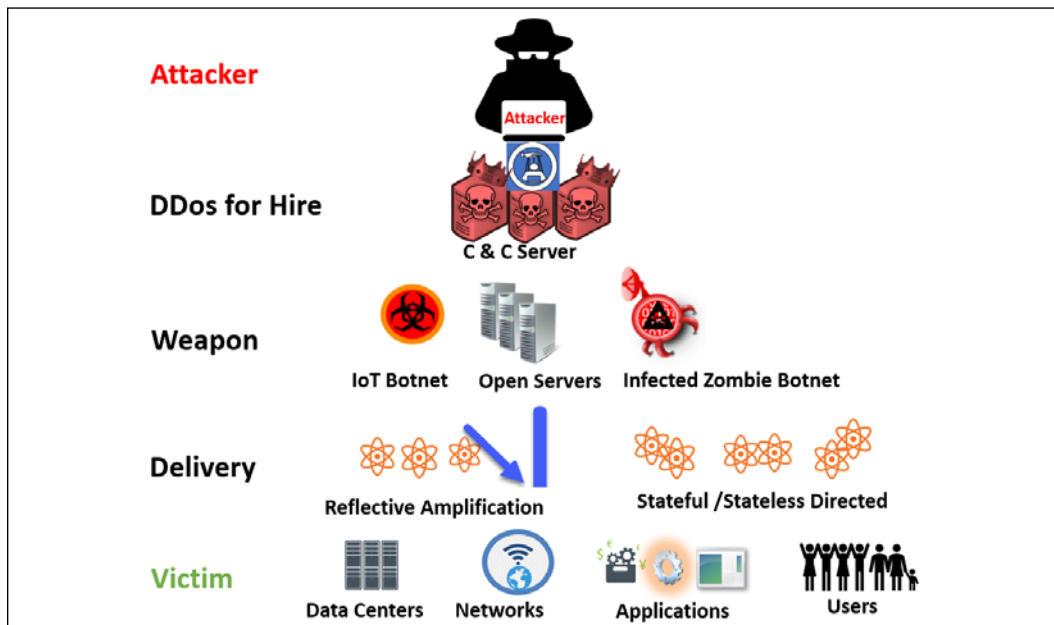 Attacker
Attacker
DDos for Hire
C & C Server
Weapon
IoT Botnet Open Servers Infected Zombie Botnet
Delivery
Reflective Amplification Stateful /Stateless Directed
Victim
Data Centers Networks Applications Users